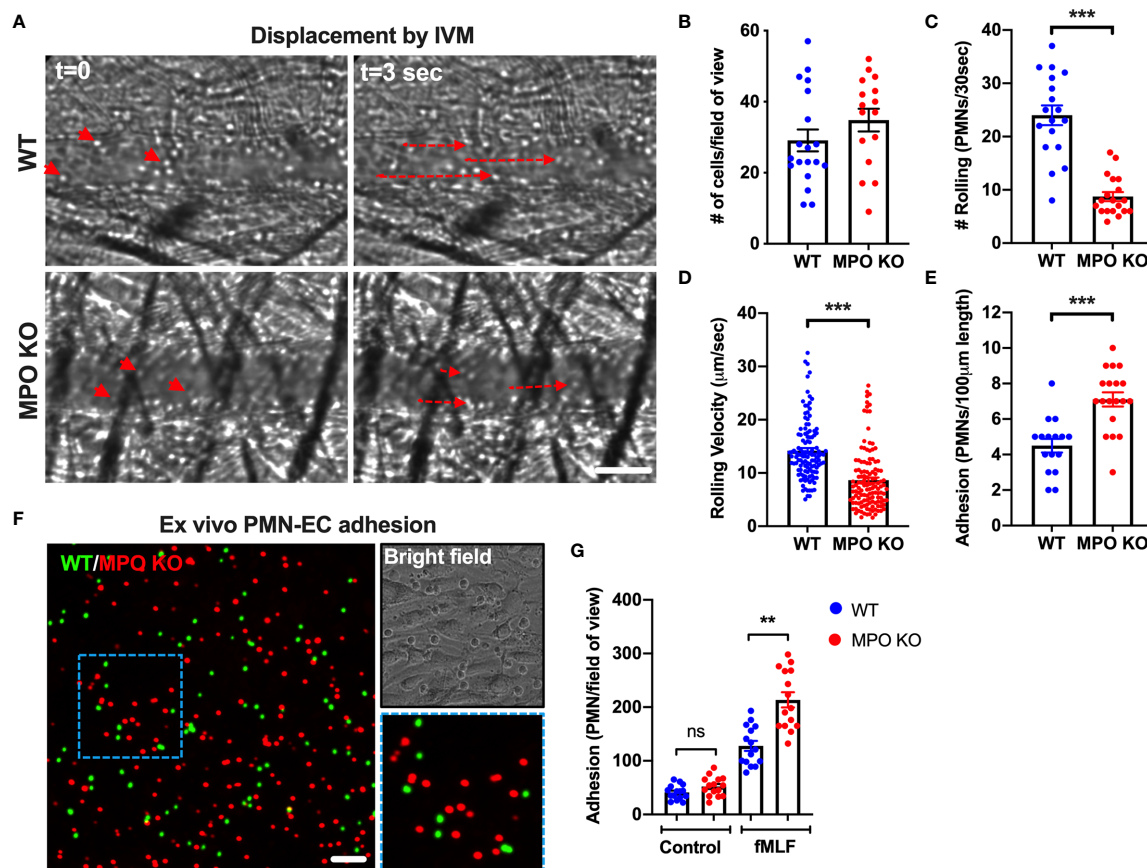 A
Displacement by IVM
t=0
t=3 sec
WT
MPO KO
B
# of cells/field of view
60
40
20
0
WT MPO KO
C
***
# Rolling (PMNs/30sec)
40
30
20
10
0
WT MPO KO
D
***
Rolling Velocity (μm/sec)
40
30
20
10
0
WT MPO KO
E
***
Adhesion (PMNs/100μm length)
12
10
8
6
4
2
0
WT MPO KO
F
Ex vivo PMN-EC adhesion
WT/MPO KO
Bright field
G
Adhesion (PMN/field of view)
400
300
200
100
0
ns
**
Control
fMLF
WT
MPO KO